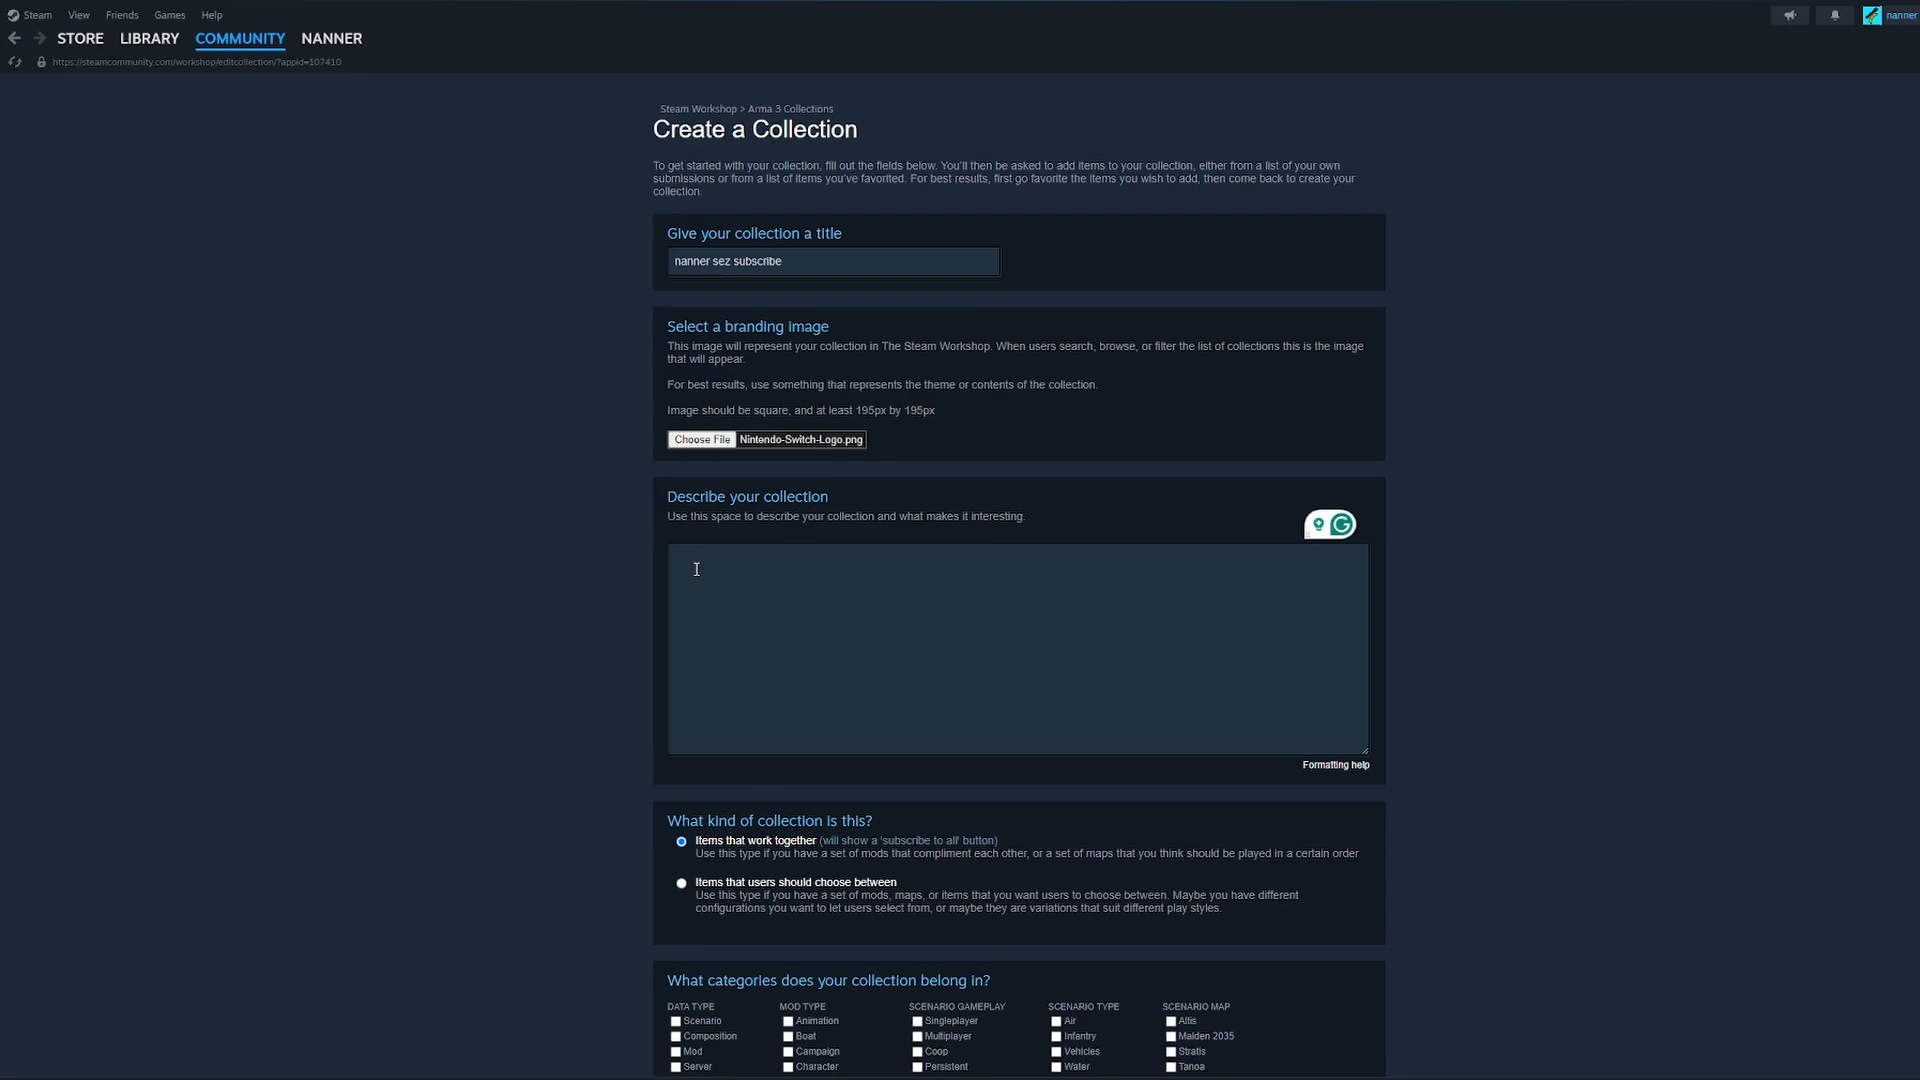 Steam View Friends Games Help
nanner
STORE LIBRARY COMMUNITY NANNER
https://steamcommunity.com/workshop/editcollection/?appid=107410
Steam Workshop > Arma 3 Collections
Create a Collection
To get started with your collection, fill out the fields below. You'll then be asked to add items to your collection, either from a list of your own
submissions or from a list of items you've favorited. For best results, first go favorite the items you wish to add, then come back to create your
collection.
Give your collection a title
nanner sez subscribe
Select a branding image
This image will represent your collection in The Steam Workshop. When users search, browse, or filter the list of collections this is the image
that will appear.
For best results, use something that represents the theme or contents of the collection.
Image should be square, and at least 195px by 195px
Choose File Nintendo-Switch-Logo.png
Describe your collection
Use this space to describe your collection and what makes it interesting.
Formatting help
What kind of collection is this?
Items that work together (will show a 'subscribe to all' button)
Use this type if you have a set of mods that compliment each other, or a set of maps that you think should be played in a certain order
Items that users should choose between
Use this type if you have a set of mods, maps, or items that you want users to choose between. Maybe you have different
configurations you want to let users select from, or maybe they are variations that suit different play styles.
What categories does your collection belong in?
DATA TYPE MOD TYPE SCENARIO GAMEPLAY SCENARIO TYPE SCENARIO MAP
Scenario Animation Singleplayer Air Altis
Composition Boat Multiplayer Infantry Malden 2035
Mod Campaign Coop Vehicles Stratis
Server Character Persistent Water Tanoa